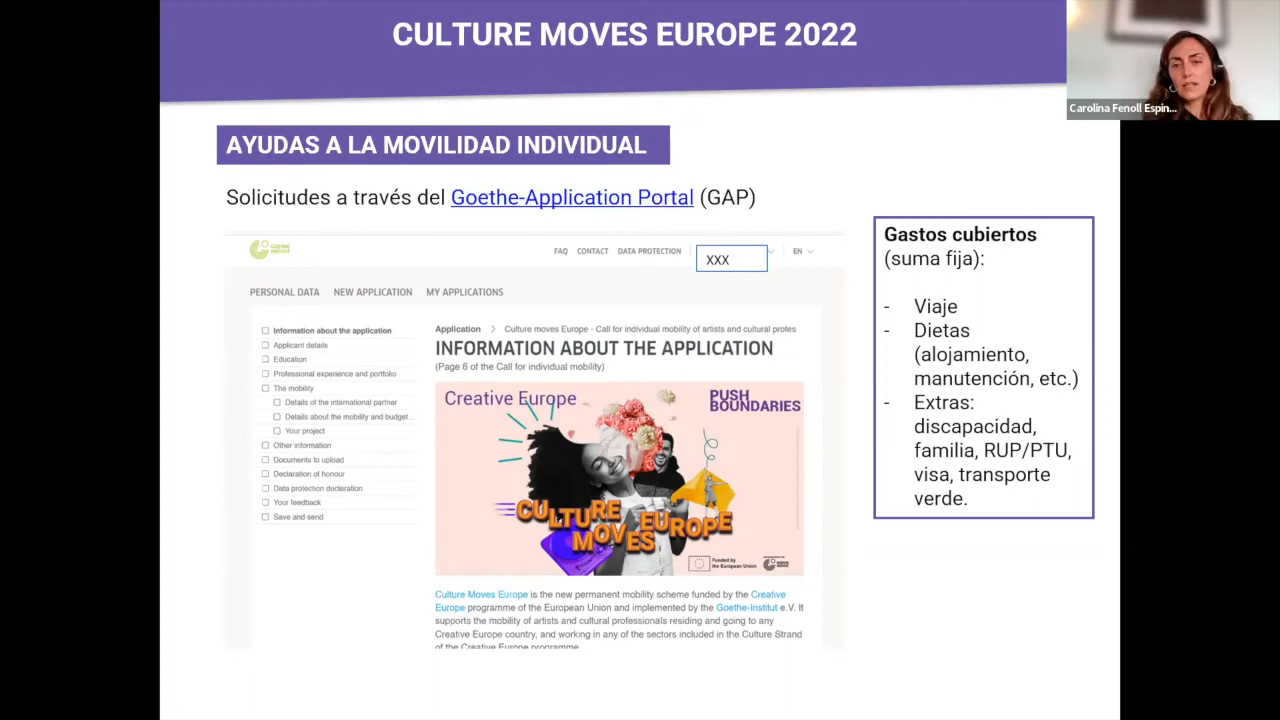 CULTURE MOVES EUROPE 2022
Carolina Fenoll Espin...
AYUDAS A LA MOVILIDAD INDIVIDUAL
Solicitudes a través del Goethe-Application Portal (GAP)
GOETHE
INSTITUT
FAQ CONTACT DATA PROTECTION XXX EN
PERSONAL DATA NEW APPLICATION MY APPLICATIONS
Information about the application
Applicant details
Education
Professional experience and portfolio
The mobility
Details of the international partner
Details about the mobility and budget...
Your project
Other information
Documents to upload
Declaration of honour
Data protection declaration
Your feedback
Save and send
Application > Culture moves Europe - Call for individual mobility of artists and cultural profes
INFORMATION ABOUT THE APPLICATION
(Page 6 of the Call for individual mobility)
Creative Europe
PUSH
BOUNDARIES
CULTURE
MOVES
EUROPE
Funded by
the European Union
Culture Moves Europe is the new permanent mobility scheme funded by the Creative
Europe programme of the European Union and implemented by the Goethe-Institut e.V. It
supports the mobility of artists and cultural professionals residing and going to any
Creative Europe country, and working in any of the sectors included in the Culture Strand
of the Creative Europe programme
Gastos cubiertos
(suma fija):
- Viaje
- Dietas
(alojamiento,
manutención, etc.)
- Extras:
discapacidad,
familia, RUP/PTU,
visa, transporte
verde.